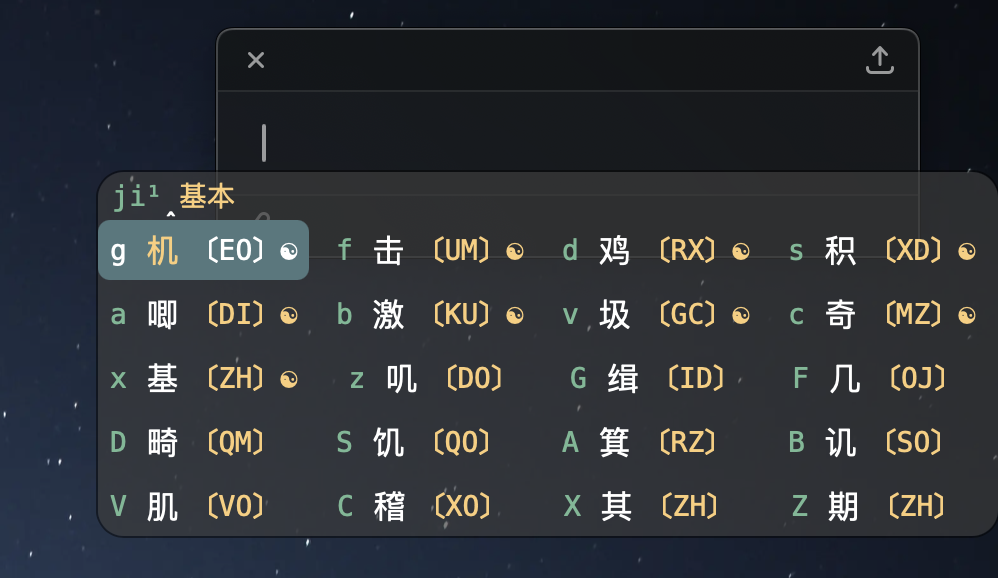 ji¹ 基本
g 机 〔EO〕☯ f 击 〔UM〕☯ d 鸡 〔RX〕☯ s 积 〔XD〕☯
a 唧 〔DI〕☯ b 激 〔KU〕☯ v 圾 〔GC〕☯ c 奇 〔MZ〕☯
x 基 〔ZH〕☯ z 叽 〔DO〕 G 缉 〔ID〕 F 几 〔OJ〕
D 畸 〔QM〕 S 饥 〔QO〕 A 箕 〔RZ〕 B 讥 〔SO〕
V 肌 〔VO〕 C 稽 〔XO〕 X 其 〔ZH〕 Z 期 〔ZH〕